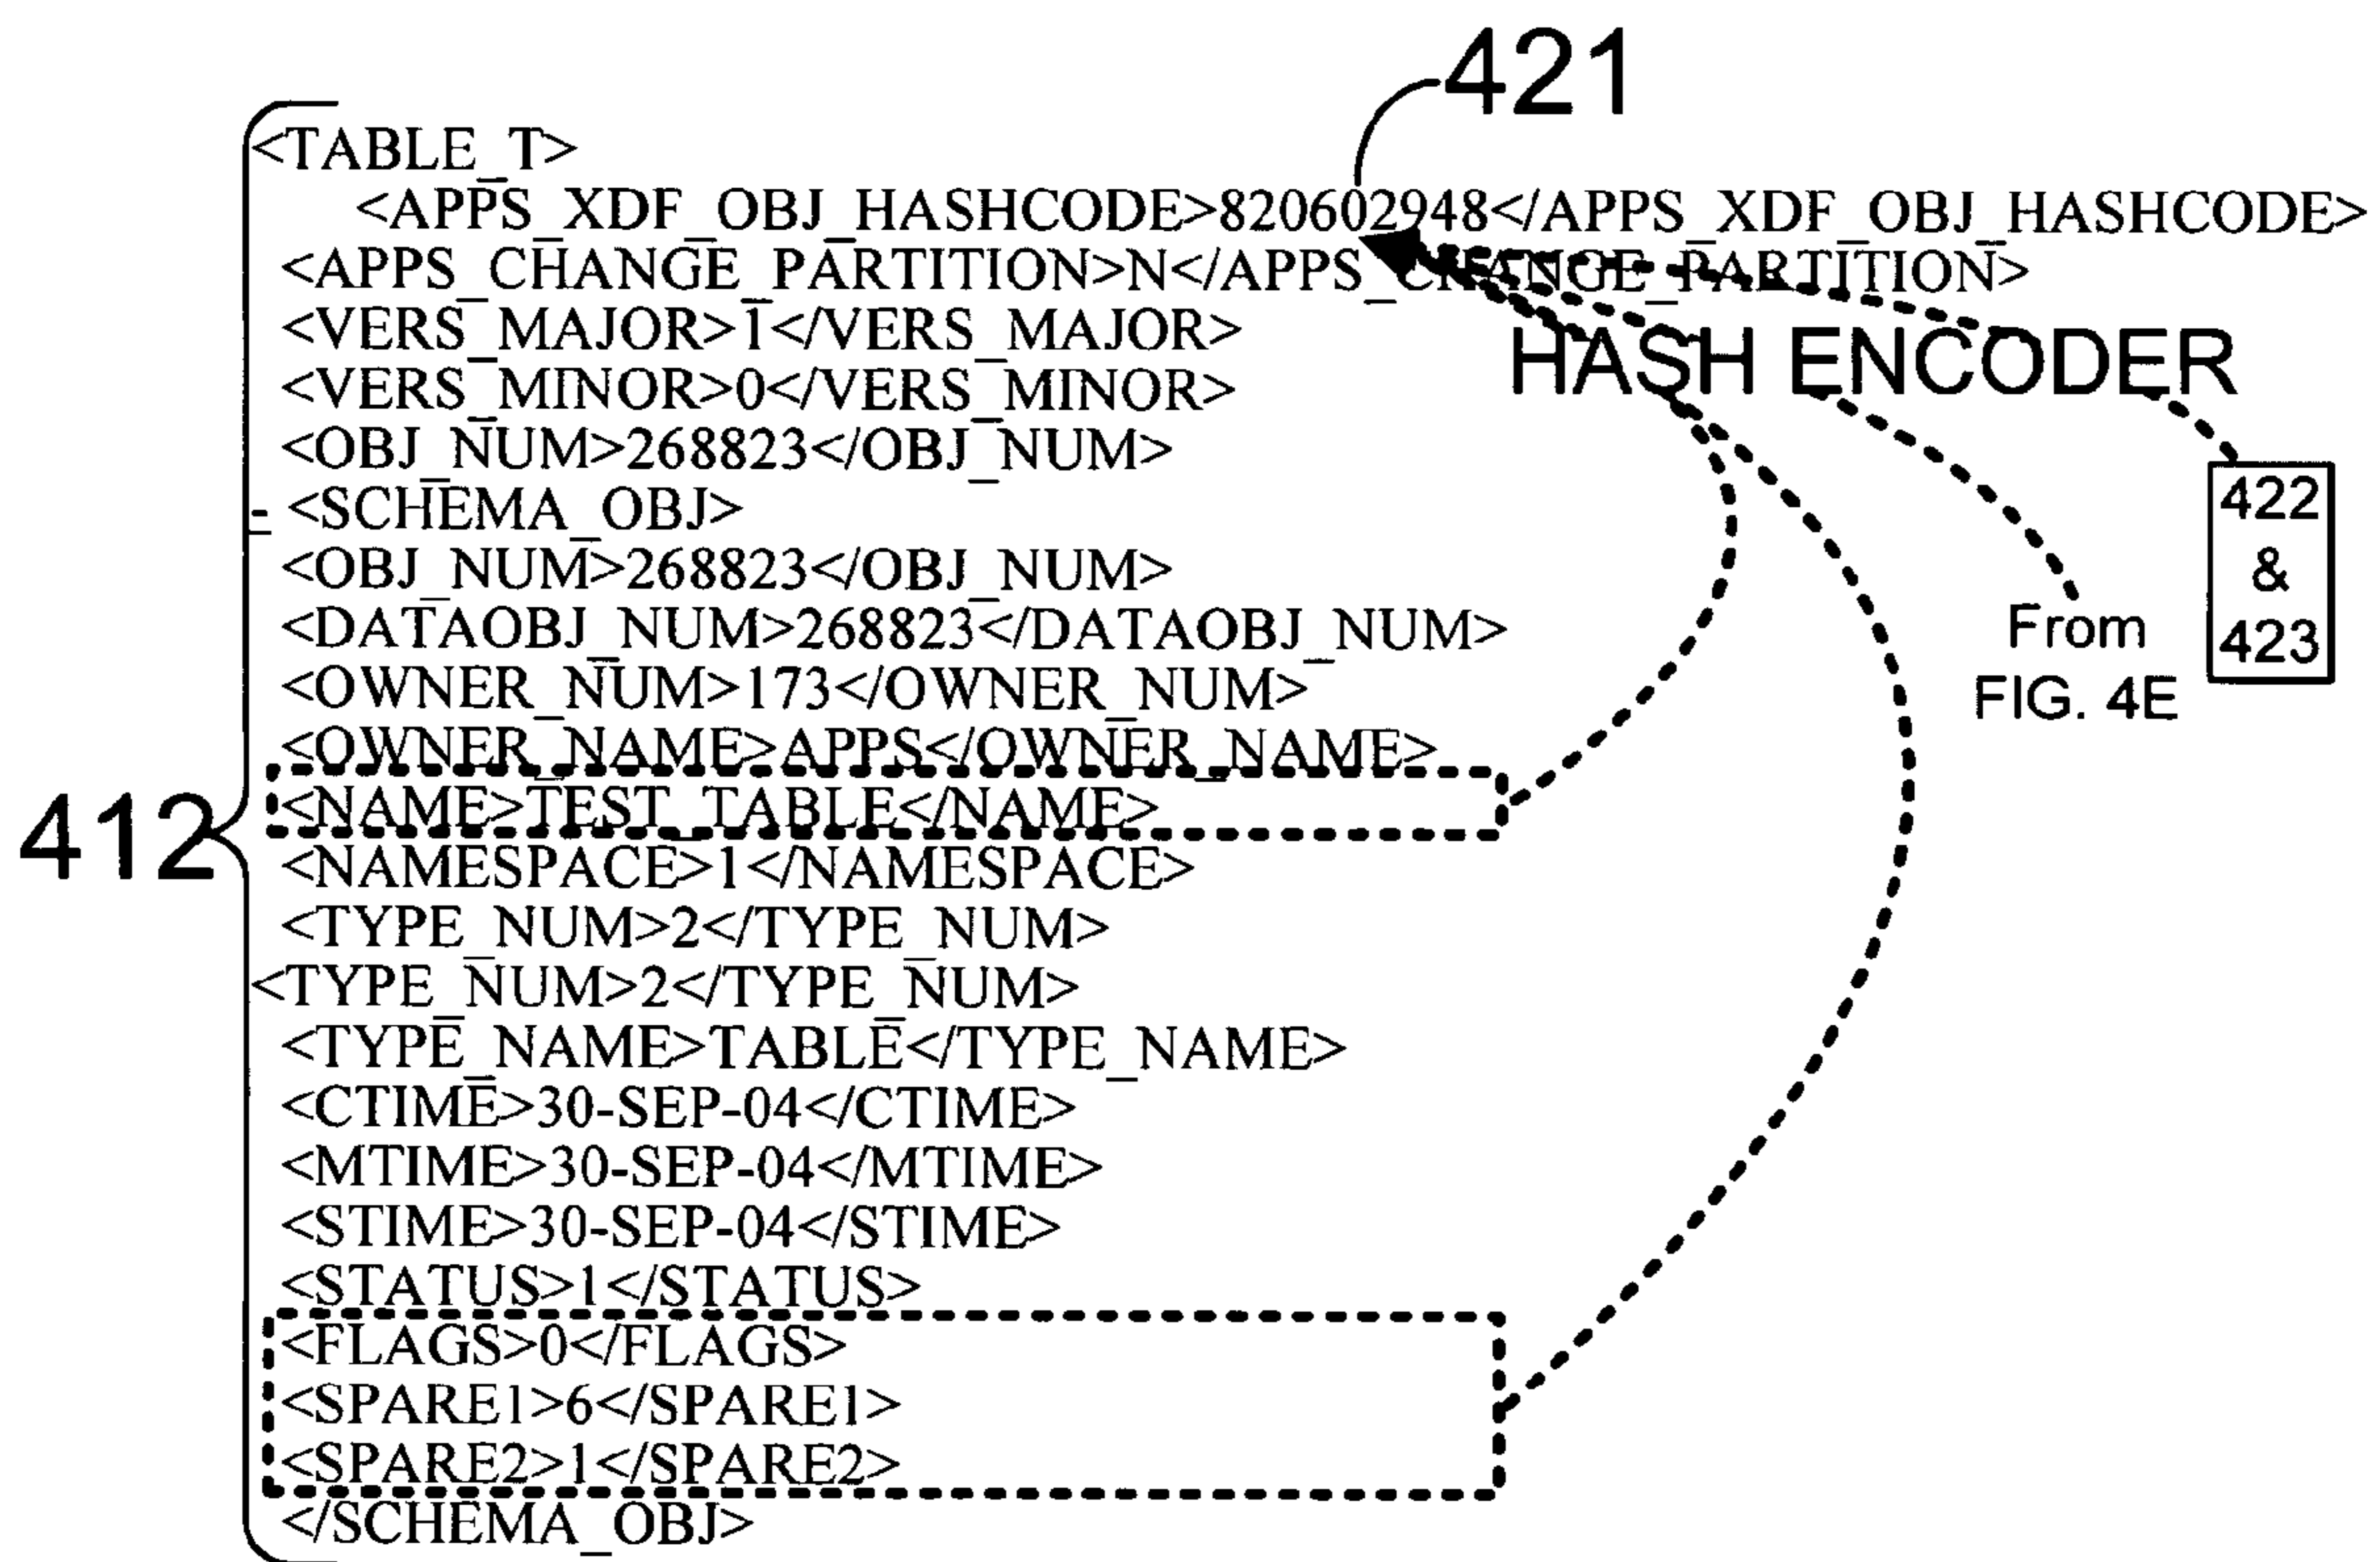 421
<TABLE_T>
<APPS_XDF_OBJ_HASHCODE>820602948</APPS_XDF_OBJ_HASHCODE>
<APPS_CHANGE_PARTITION>N</APPS_CHANGE_PARTITION>
<VERS_MAJOR>1</VERS_MAJOR>
HASH ENCODER
<VERS_MINOR>0</VERS_MINOR>
<OBJ_NUM>268823</OBJ_NUM>
- <SCHEMA_OBJ>
<OBJ_NUM>268823</OBJ_NUM>
<DATAOBJ_NUM>268823</DATAOBJ_NUM>
<OWNER_NUM>173</OWNER_NUM>
<OWNER_NAME>APPS</OWNER_NAME>
<NAME>TEST_TABLE</NAME>
<NAMESPACE>1</NAMESPACE>
<TYPE_NUM>2</TYPE_NUM>
<TYPE_NUM>2</TYPE_NUM>
<TYPE_NAME>TABLE</TYPE_NAME>
<CTIME>30-SEP-04</CTIME>
<MTIME>30-SEP-04</MTIME>
<STIME>30-SEP-04</STIME>
<STATUS>1</STATUS>
<FLAGS>0</FLAGS>
<SPARE1>6</SPARE1>
<SPARE2>1</SPARE2>
</SCHEMA_OBJ>
412
From
FIG. 4E
422
&
423